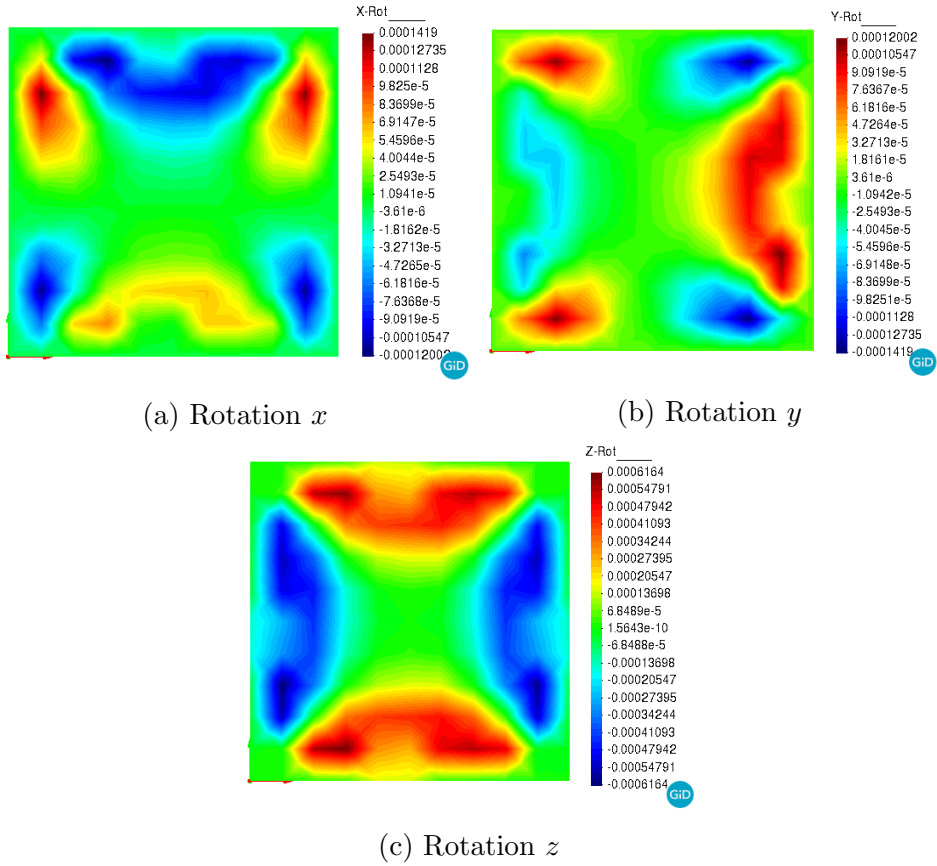 X-Rot
0.0001419
0.00012735
0.0001128
9.825e-5
8.3699e-5
6.9147e-5
5.4596e-5
4.0044e-5
2.5493e-5
1.0941e-5
-3.61e-6
-1.8162e-5
-3.2713e-5
-4.7265e-5
-6.1816e-5
-7.6368e-5
-9.0919e-5
-0.00010547
-0.00012002
GiD
(a) Rotation x
Y-Rot
0.00012002
0.00010547
9.0919e-5
7.6367e-5
6.1816e-5
4.7264e-5
3.2713e-5
1.8161e-5
3.61e-6
-1.0942e-5
-2.5493e-5
-4.0045e-5
-5.4596e-5
-6.9148e-5
-8.3699e-5
-9.8251e-5
-0.0001128
-0.00012735
-0.0001419
GiD
(b) Rotation y
Z-Rot
0.0006164
0.00054791
0.00047942
0.00041093
0.00034244
0.00027395
0.00020547
0.00013698
6.8489e-5
1.5643e-10
-6.8488e-5
-0.00013698
-0.00020547
-0.00027395
-0.00034244
-0.00041093
-0.00047942
-0.00054791
-0.0006164
GiD
(c) Rotation z